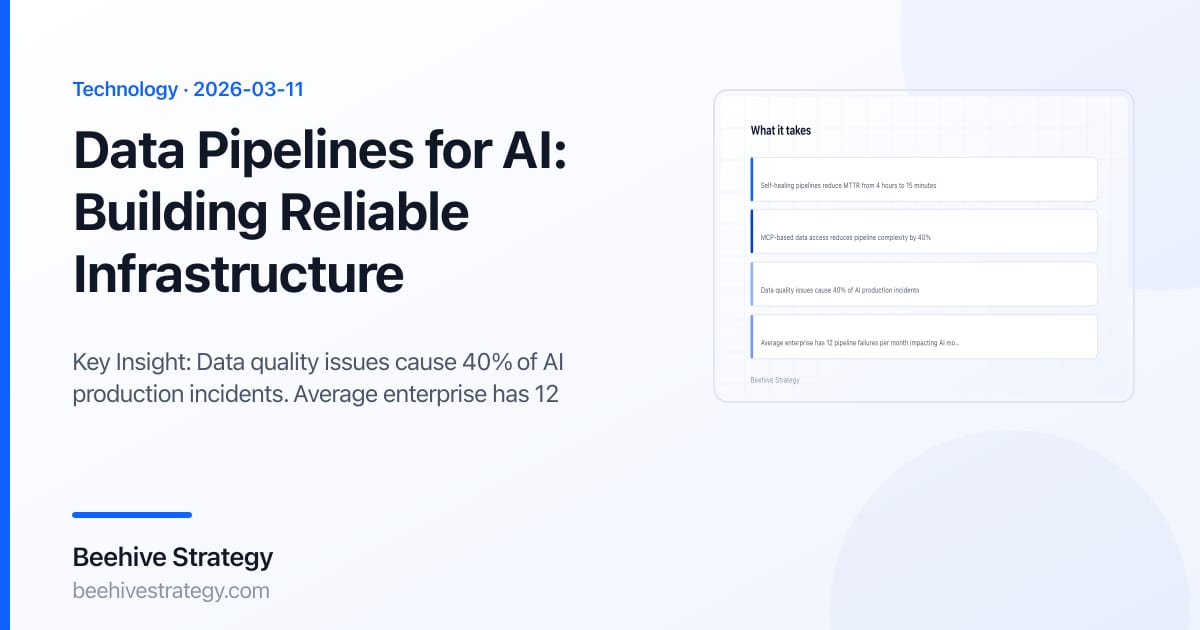 Technology · 2026-03-11
Data Pipelines for AI:
Building Reliable
Infrastructure
Key Insight: Data quality issues cause 40% of AI
production incidents. Average enterprise has 12
Beehive Strategy
beehivestrategy.com
What it takes
Self-healing pipelines reduce MTTR from 4 hours to 15 minutes
MCP-based data access reduces pipeline complexity by 40%
Data quality issues cause 40% of AI production incidents
Average enterprise has 12 pipeline failures per month impacting AI mo...
Beehive Strategy